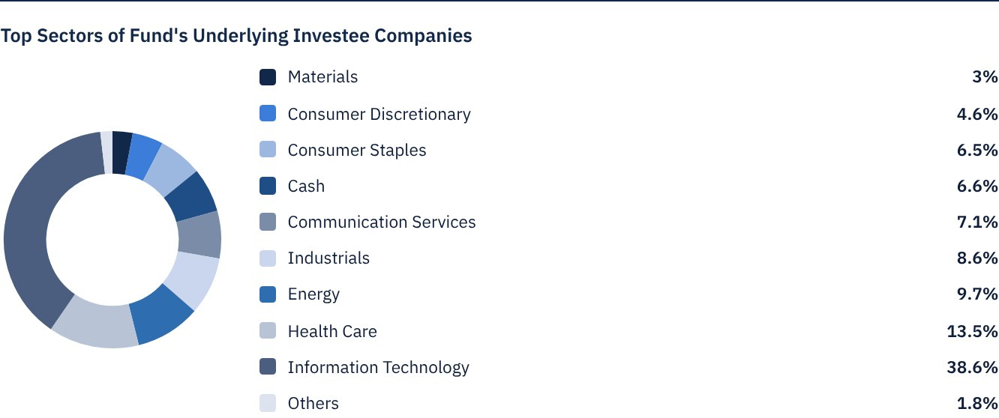 Top Sectors of Fund's Underlying Investee Companies
Materials 3%
Consumer Discretionary 4.6%
Consumer Staples 6.5%
Cash 6.6%
Communication Services 7.1%
Industrials 8.6%
Energy 9.7%
Health Care 13.5%
Information Technology 38.6%
Others 1.8%